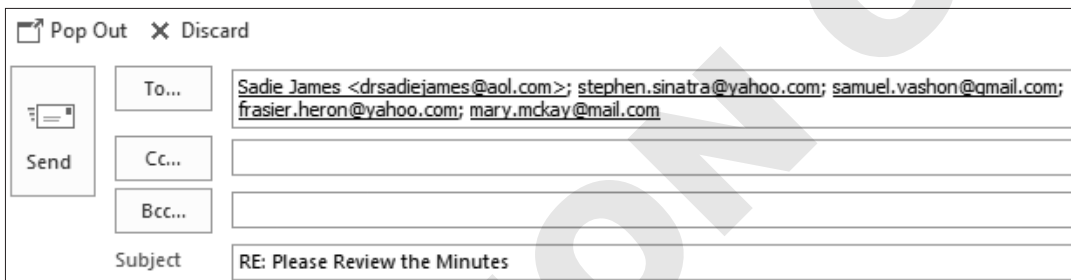 Pop Out Discard
To... Sadie James <drsadiejames@aol.com>; stephen.sinatra@yahoo.com; samuel.vashon@gmail.com;
frasier.heron@yahoo.com; mary.mckay@mail.com
Send
Cc...
Bcc...
Subject RE: Please Review the Minutes